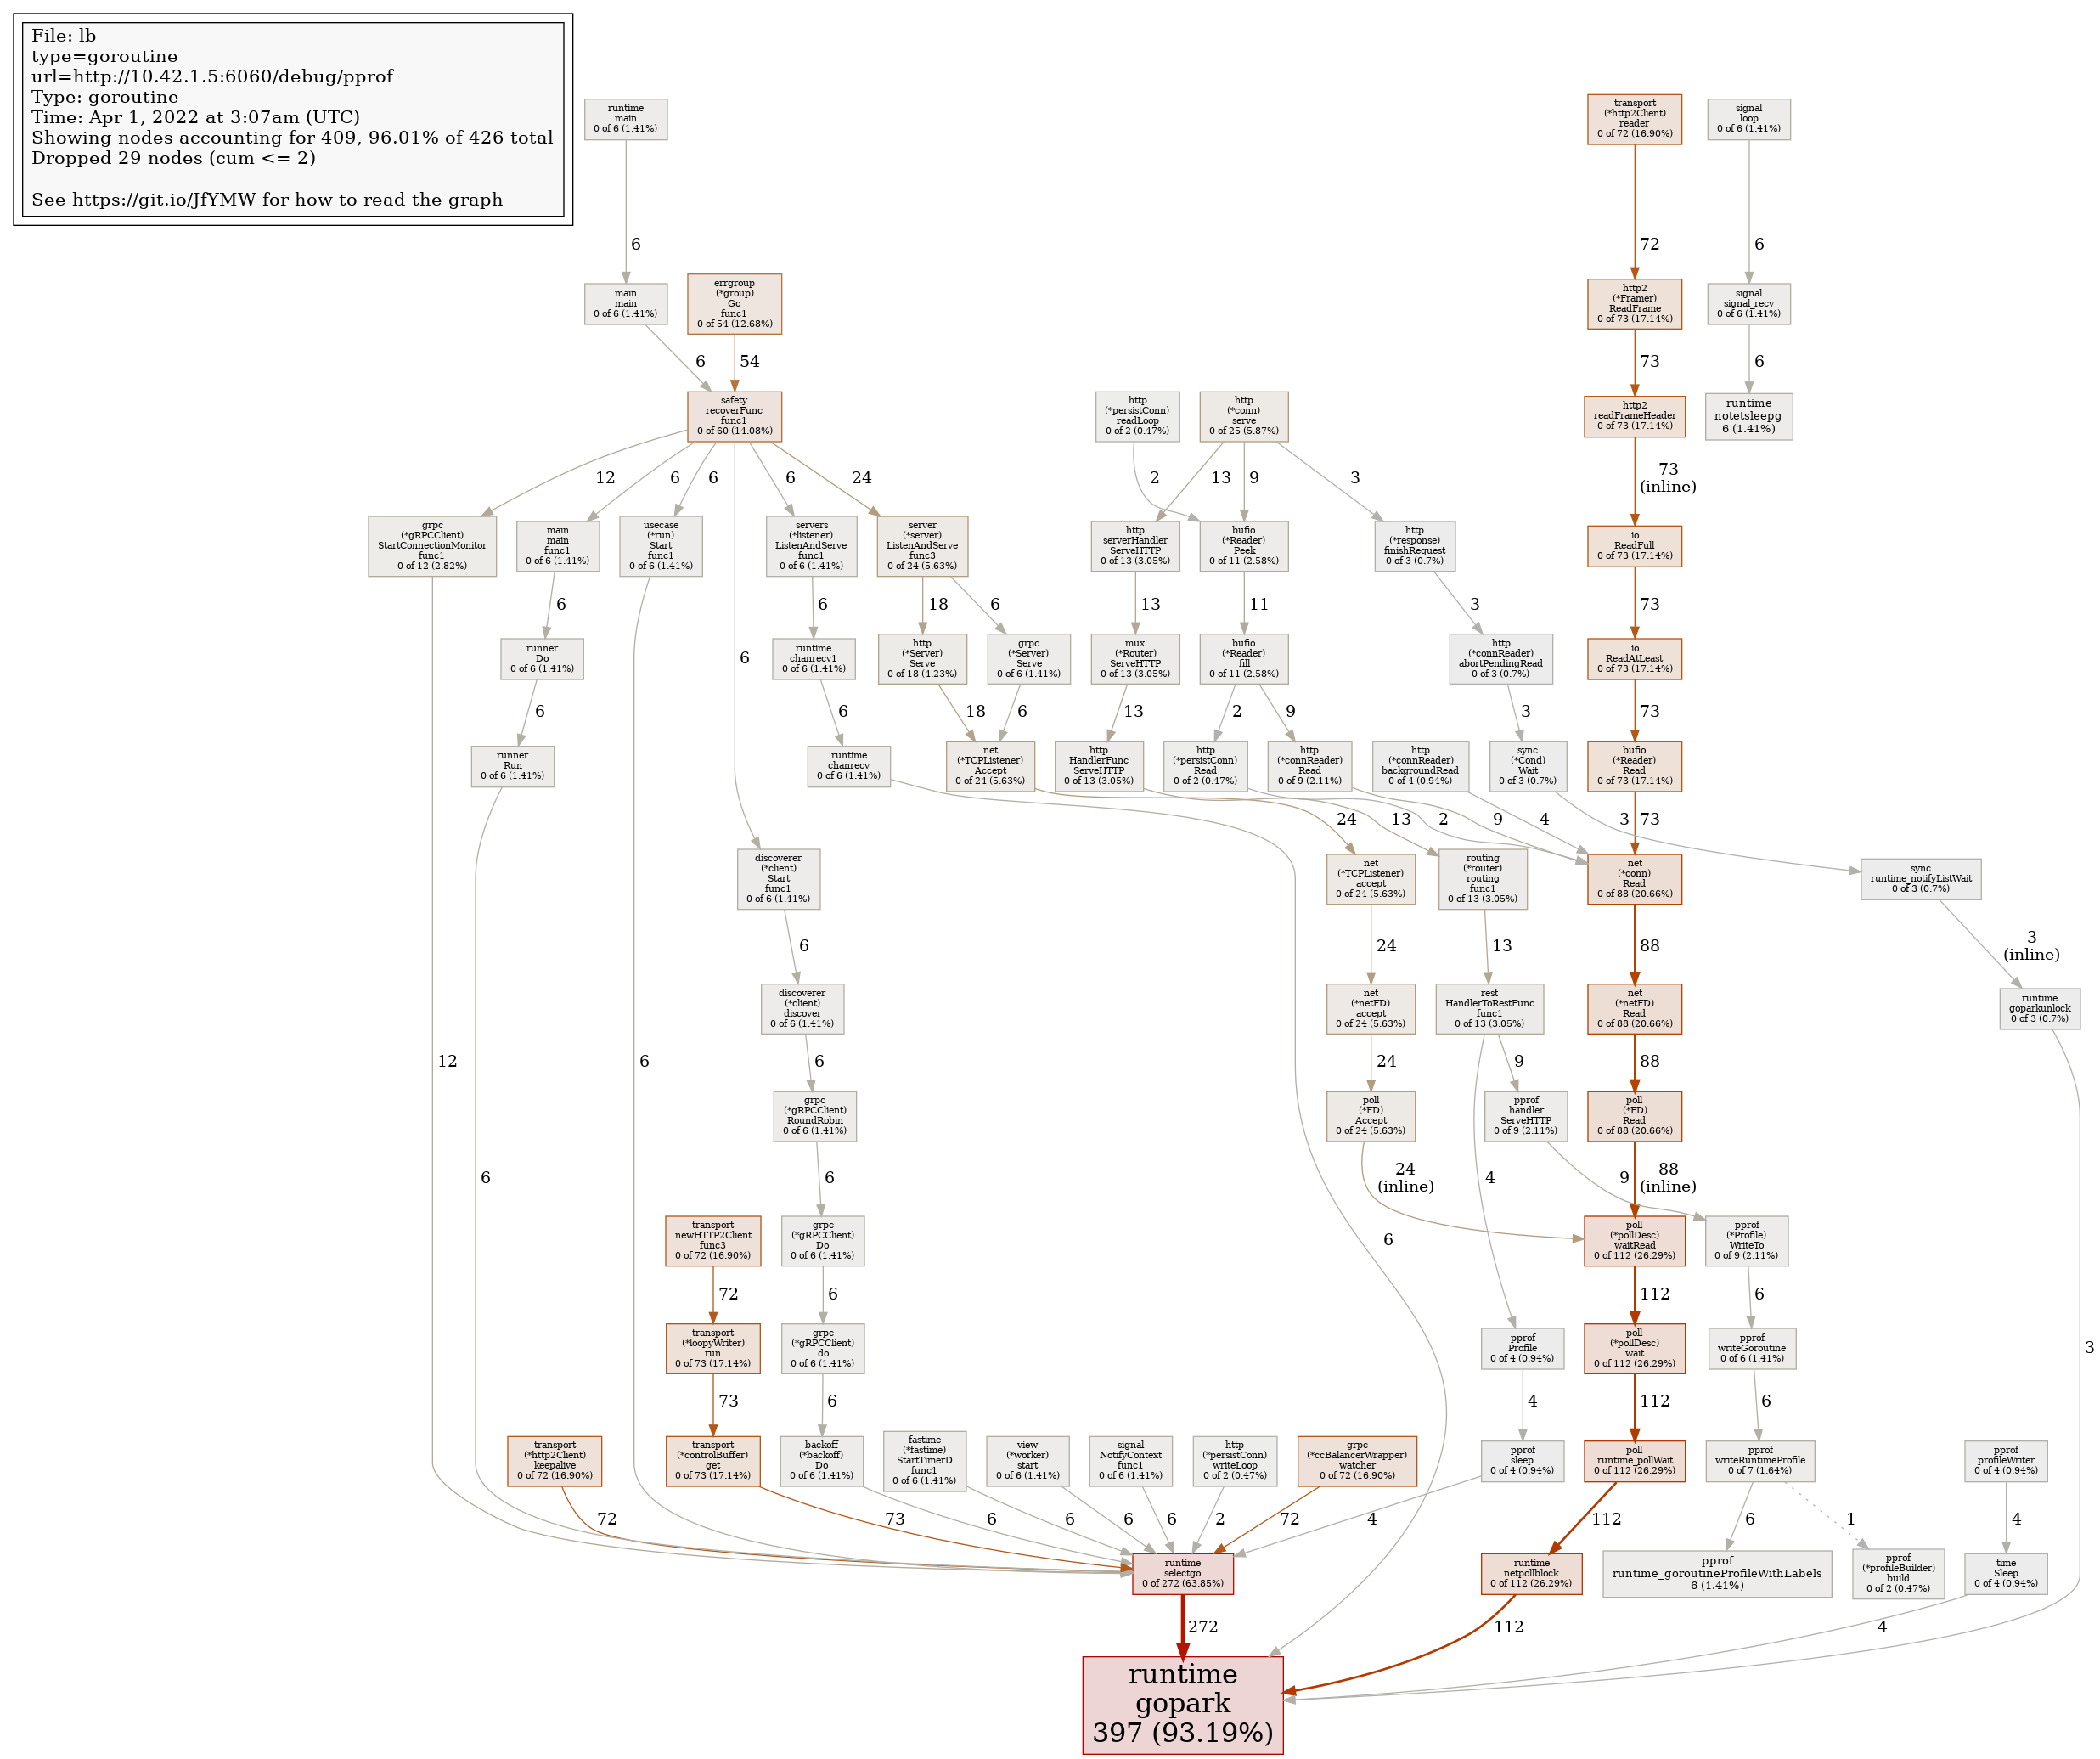 File: lb
type=goroutine
url=http://10.42.1.5:6060/debug/pprof
Type: goroutine
Time: Apr 1, 2022 at 3:07am (UTC)
Showing nodes accounting for 409, 96.01% of 426 total
Dropped 29 nodes (cum <= 2)
See https://git.io/JfYMW for how to read the graph
runtime
main
0 of 6 (1.41%)
transport
(*http2Client)
reader
0 of 72 (16.90%)
signal
loop
0 of 6 (1.41%)
6
72
6
main
main
0 of 6 (1.41%)
errgroup
(*group)
Go
func1
0 of 54 (12.68%)
http2
(*Framer)
ReadFrame
0 of 73 (17.14%)
signal
signal_recv
0 of 6 (1.41%)
6
54
73
6
safety
recoverFunc
func1
0 of 60 (14.08%)
http
(*persistConn)
readLoop
0 of 2 (0.47%)
http
(*conn)
serve
0 of 25 (5.87%)
http2
readFrameHeader
0 of 73 (17.14%)
runtime
notetsleepg
6 (1.41%)
12
6
6
6
24
2
13
9
3
73
(inline)
grpc
(*gRPCClient)
StartConnectionMonitor
func1
0 of 12 (2.82%)
main
main
func1
0 of 6 (1.41%)
usecase
(*run)
Start
func1
0 of 6 (1.41%)
servers
(*listener)
ListenAndServe
func1
0 of 6 (1.41%)
server
(*server)
ListenAndServe
func3
0 of 24 (5.63%)
http
serverHandler
ServeHTTP
0 of 13 (3.05%)
bufio
(*Reader)
Peek
0 of 11 (2.58%)
http
(*response)
finishRequest
0 of 3 (0.7%)
io
ReadFull
0 of 73 (17.14%)
6
6
18
6
13
11
3
73
runner
Do
0 of 6 (1.41%)
6
runtime
chanrecv1
0 of 6 (1.41%)
http
(*Server)
Serve
0 of 18 (4.23%)
grpc
(*Server)
Serve
0 of 6 (1.41%)
mux
(*Router)
ServeHTTP
0 of 13 (3.05%)
bufio
(*Reader)
fill
0 of 11 (2.58%)
http
(*connReader)
abortPendingRead
0 of 3 (0.7%)
io
ReadAtLeast
0 of 73 (17.14%)
6
6
18
6
13
2
9
3
73
runner
Run
0 of 6 (1.41%)
runtime
chanrecv
0 of 6 (1.41%)
net
(*TCPListener)
Accept
0 of 24 (5.63%)
http
HandlerFunc
ServeHTTP
0 of 13 (3.05%)
http
(*persistConn)
Read
0 of 2 (0.47%)
http
(*connReader)
Read
0 of 9 (2.11%)
http
(*connReader)
backgroundRead
0 of 4 (0.94%)
sync
(*Cond)
Wait
0 of 3 (0.7%)
bufio
(*Reader)
Read
0 of 73 (17.14%)
24
13
2
9
4
3
73
discoverer
(*client)
Start
func1
0 of 6 (1.41%)
net
(*TCPListener)
accept
0 of 24 (5.63%)
routing
(*router)
routing
func1
0 of 13 (3.05%)
net
(*conn)
Read
0 of 88 (20.66%)
sync
runtime_notifyListWait
0 of 3 (0.7%)
6
24
13
88
3
(inline)
discoverer
(*client)
discover
0 of 6 (1.41%)
net
(*netFD)
accept
0 of 24 (5.63%)
rest
HandlerToRestFunc
func1
0 of 13 (3.05%)
net
(*netFD)
Read
0 of 88 (20.66%)
runtime
goparkunlock
0 of 3 (0.7%)
12
6
6
24
9
88
grpc
(*gRPCClient)
RoundRobin
0 of 6 (1.41%)
poll
(*FD)
Accept
0 of 24 (5.63%)
pprof
handler
ServeHTTP
0 of 9 (2.11%)
poll
(*FD)
Read
0 of 88 (20.66%)
6
6
24
(inline)
4
9
88
(inline)
transport
newHTTP2Client
func3
0 of 72 (16.90%)
grpc
(*gRPCClient)
Do
0 of 6 (1.41%)
6
poll
(*pollDesc)
waitRead
0 of 112 (26.29%)
pprof
(*Profile)
WriteTo
0 of 9 (2.11%)
72
6
112
6
transport
(*loopyWriter)
run
0 of 73 (17.14%)
grpc
(*gRPCClient)
do
0 of 6 (1.41%)
pprof
Profile
0 of 4 (0.94%)
poll
(*pollDesc)
wait
0 of 112 (26.29%)
pprof
writeGoroutine
0 of 6 (1.41%)
3
73
6
4
112
6
transport
(*http2Client)
keepalive
0 of 72 (16.90%)
transport
(*controlBuffer)
get
0 of 73 (17.14%)
backoff
(*backoff)
Do
0 of 6 (1.41%)
fastime
(*fastime)
StartTimerD
func1
0 of 6 (1.41%)
view
(*worker)
start
0 of 6 (1.41%)
signal
NotifyContext
func1
0 of 6 (1.41%)
http
(*persistConn)
writeLoop
0 of 2 (0.47%)
grpc
(*ccBalancerWrapper)
watcher
0 of 72 (16.90%)
pprof
sleep
0 of 4 (0.94%)
poll
runtime_pollWait
0 of 112 (26.29%)
pprof
writeRuntimeProfile
0 of 7 (1.64%)
pprof
profileWriter
0 of 4 (0.94%)
72
73
6
6
6
6
2
72
4
112
6
1
4
runtime
selectgo
0 of 272 (63.85%)
runtime
netpollblock
0 of 112 (26.29%)
pprof
runtime_goroutineProfileWithLabels
6 (1.41%)
pprof
(*profileBuilder)
build
0 of 2 (0.47%)
time
Sleep
0 of 4 (0.94%)
272
112
4
runtime
gopark
397 (93.19%)